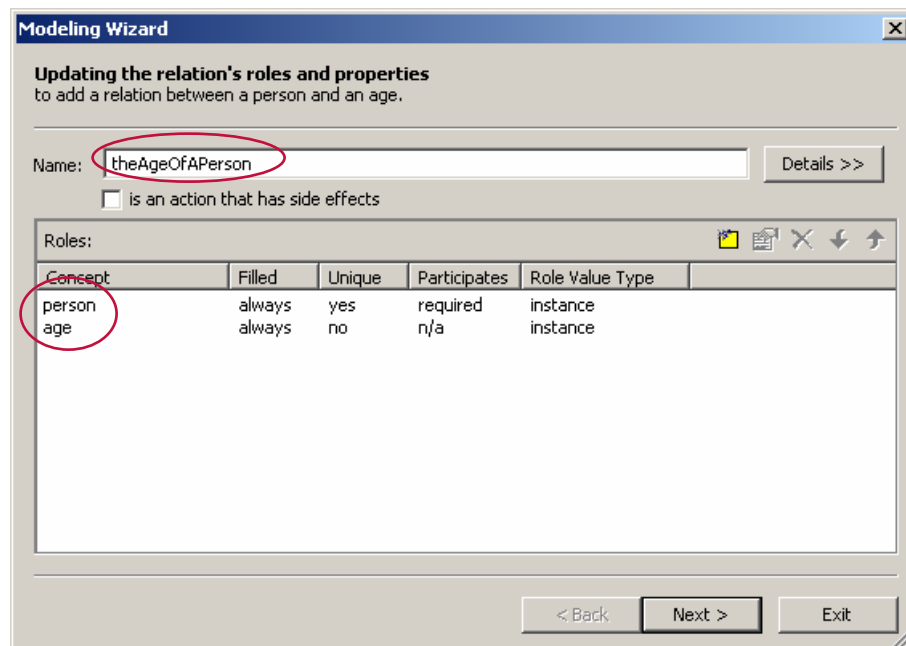 Modeling Wizard
Updating the relation's roles and properties
to add a relation between a person and an age.
Name: theAgeOfAPerson Details >>
is an action that has side effects
Roles:
Concept Filled Unique Participates Role Value Type
person always yes required instance
age always no n/a instance
< Back Next > Exit